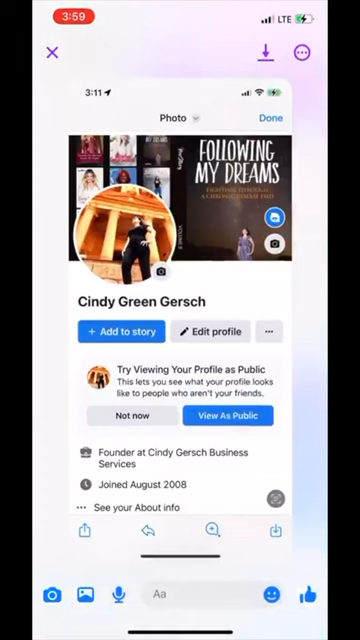 3:59
LTE
3:11
Photo
Done
FOLLOWING
MY DREAMS
Cindy Green Gersch
+ Add to story
Edit profile
Try Viewing Your Profile as Public
This lets you see what your profile looks
like to people who aren't your friends.
Not now
View As Public
Founder at Cindy Gersch Business
Services
Joined August 2008
See your About info
Aa